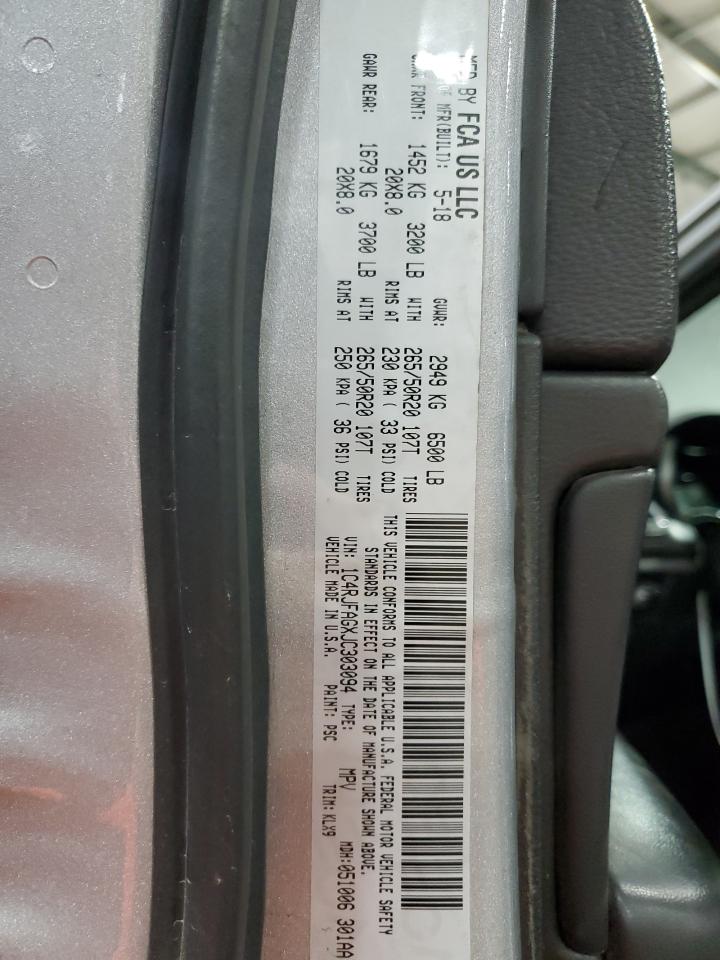 MFD BY FCA US LLC
OF MFR(BUILT): 5-18 GVWR: 2949 KG 6500 LB
GAWR FRONT: 1452 KG 3200 LB WITH 265/50R20 107T TIRES
20X8.0 RIMS AT 230 KPA ( 33 PSI) COLD
GAWR REAR: 1679 KG 3700 LB WITH 265/50R20 107T TIRES
20X8.0 RIMS AT 250 KPA ( 36 PSI) COLD
THIS VEHICLE CONFORMS TO ALL APPLICABLE U.S.A. FEDERAL MOTOR VEHICLE SAFETY
STANDARDS IN EFFECT ON THE DATE OF MANUFACTURE SHOWN ABOVE.
VIN: 1C4RJFAGXJC303094 TYPE: MPV MDH:051006 301AA
VEHICLE MADE IN U.S.A. PAINT: PSC TRIM: KLX9